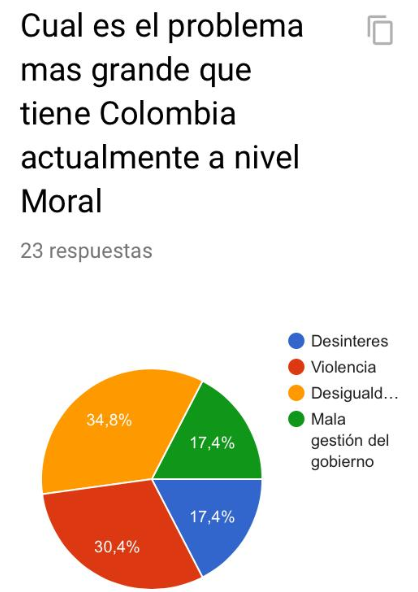 Cual es el problema
mas grande que
tiene Colombia
actualmente a nivel
Moral
23 respuestas
Desinteres
Violencia
Desiguald...
Mala
gestión del
gobierno
34,8%
17,4%
17,4%
30,4%